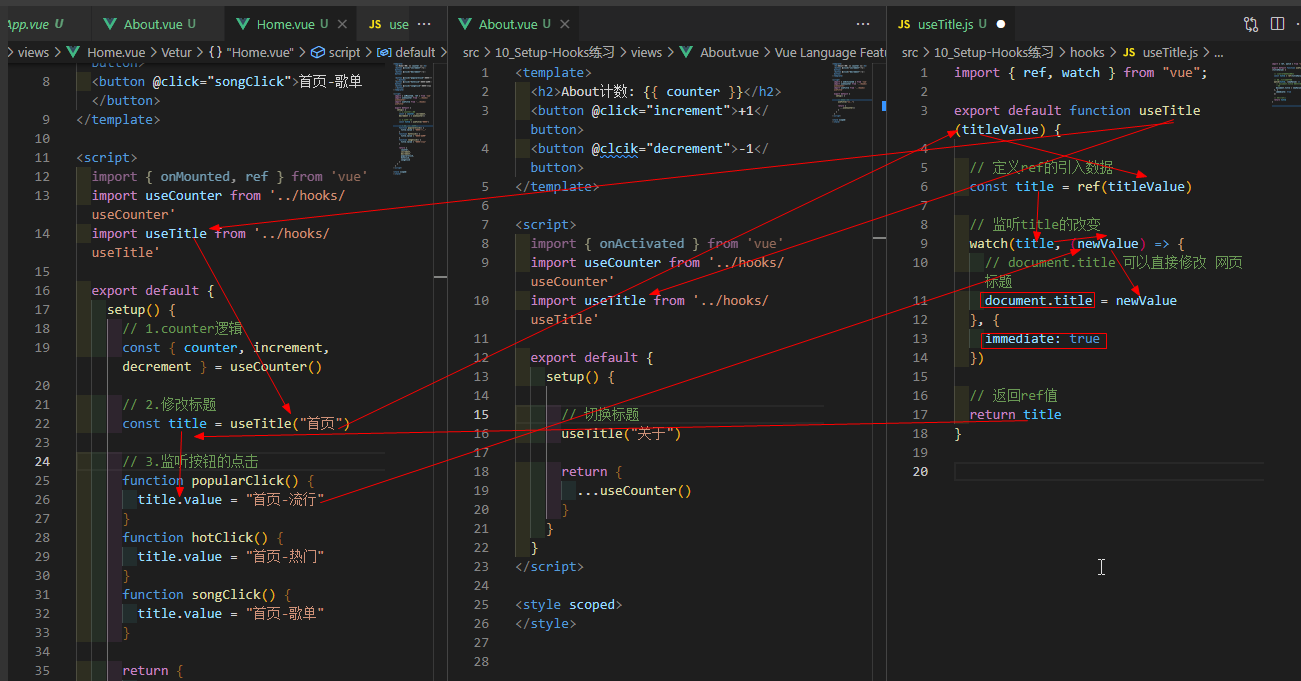 App.vue U
About.vue U
Home.vue U
JS use ···
> views > Home.vue > Vetur > {} "Home.vue" > script > default >
button>
8 <button @click="songClick">首页-歌单
</button>
9 </template>
10
11 <script>
12 import { onMounted, ref } from 'vue'
13 import useCounter from '../hooks/
useCounter'
14 import useTitle from '../hooks/
useTitle'
15
16 export default {
17 setup() {
18 // 1.counter逻辑
19 const { counter, increment,
decrement } = useCounter()
20
21 // 2.修改标题
22 const title = useTitle("首页")
23
24 // 3.监听按钮的点击
25 function popularClick() {
26 title.value = "首页-流行"
27 }
28 function hotClick() {
29 title.value = "首页-热门"
30 }
31 function songClick() {
32 title.value = "首页-歌单"
33 }
34
35 return {
About.vue U ···
src > 10_Setup-Hooks练习 > views > About.vue > Vue Language Featu
1 <template>
2 <h2>About计数: {{ counter }}</h2>
3 <button @click="increment">+1</
button>
4 <button @clcik="decrement">-1</
button>
5 </template>
6
7 <script>
8 import { onActivated } from 'vue'
9 import useCounter from '../hooks/
useCounter'
10 import useTitle from '../hooks/
useTitle'
11
12 export default {
13 setup() {
14
15 // 切换标题
16 useTitle("关于")
17
18 return {
19 ...useCounter()
20 }
21 }
22 }
23 </script>
24
25 <style scoped>
26 </style>
27
28
JS useTitle.js U
src > 10_Setup-Hooks练习 > hooks > JS useTitle.js > ...
1 import { ref, watch } from "vue";
2
3 export default function useTitle
(titleValue) {
4
5 // 定义ref的引入数据
6 const title = ref(titleValue)
7
8 // 监听title的改变
9 watch(title, (newValue) => {
10 // document.title 可以直接修改 网页
标题
11 document.title = newValue
12 }, {
13 immediate: true
14 })
15
16 // 返回ref值
17 return title
18 }
19
20